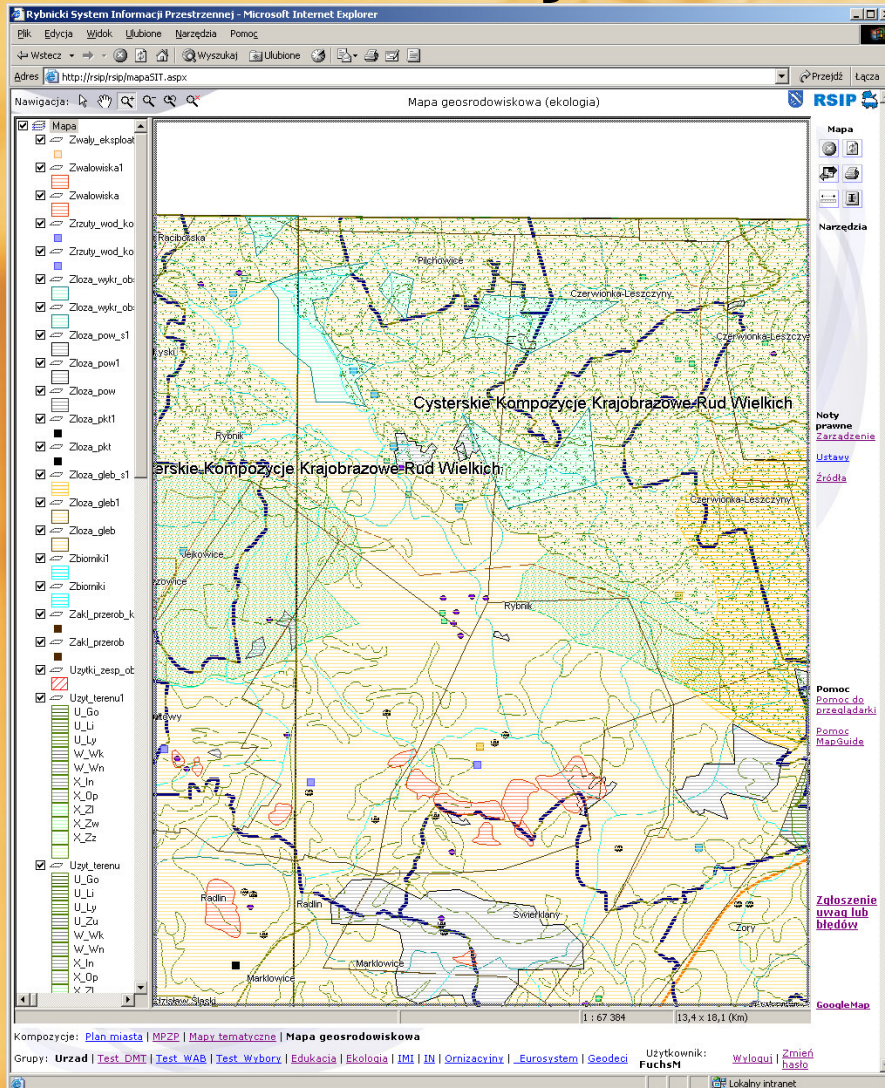 Rybnicki System Informacji Przestrzennej - Microsoft Internet Explorer
Plik Edycja Widok Ulubione Narzędzia Pomoc
Wstecz Wyszukaj Ulubione
Adres http://rsip/rsip/mapaSIT.aspx Przejdź Łącza
Nawigacja: Mapa geosrodowiskowa (ekologia) RSIP
Mapa
Zwaly_eksploat
Zwalowiska1
Zwalowiska
Zrzuty_wod_ko
Zrzuty_wod_ko
Zloza_wykr_ob
Zloza_wykr_ob
Zloza_pow_s1
Zloza_pow1
Zloza_pow
Zloza_pkt1
Zloza_pkt
Zloza_gleb_s1
Zloza_gleb1
Zloza_gleb
Zbiorniki1
Zbiorniki
Zakl_przerob_k
Zakl_przerob
Uzytki_zesp_ob
Uzyt_terenu1
U_Go
U_Li
U_Ly
W_Wk
W_Wn
X_In
X_Op
X_Zl
X_Zw
X_Zz
Uzyt_terenu
U_Go
U_Li
U_Ly
U_Zu
W_Wk
W_Wn
X_In
X_Op
X_Zl
Raciborska
Pilchowice
Czerwionka-Leszczyny
Czerwionka-Leszczy
Cysterskie Kompozycje Krajobrazowe Rud Wielkich
Rybnik
erskie Kompozycje Krajobrazowe Rud Wielkich
Czerwionka-Leszczyny
Jejkowice
Rybnik
Radlin
Radlin
Świerklany
Żory
Marklowice
Marklowice
Mapa
Narzędzia
Noty
prawne
Zarządzenie
Ustawy
Źródła
Pomoc
Pomoc do
przeglądarki
Pomoc
MapGuide
Zgloszenie
uwag lub
błędów
GoogleMap
1 : 67 384 13,4 x 18,1 (Km)
Kompozycje: Plan miasta | MPZP | Mapy tematyczne | Mapa geosrodowiskowa
Grupy: Urzad | Test_DMT | Test_WAB | Test_Wybory | Edukacja | Ekologia | IMI | IN | Ornizacyjny | _Eurosystem | Geodeci Użytkownik: FuchsM Wyloguj | Zmień hasło
Lokalny intranet